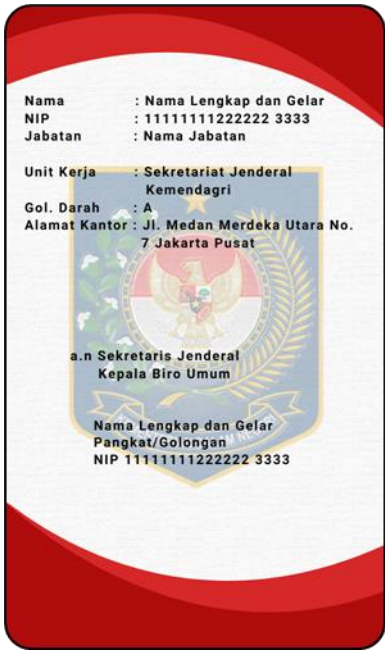 Nama : Nama Lengkap dan Gelar
NIP : 11111111222222 3333
Jabatan : Nama Jabatan
Unit Kerja : Sekretariat Jenderal
Kemendagri
Gol. Darah : A
Alamat Kantor : Jl. Medan Merdeka Utara No.
7 Jakarta Pusat
a.n Sekretaris Jenderal
Kepala Biro Umum
Nama Lengkap dan Gelar
Pangkat/Golongan
NIP 11111111222222 3333